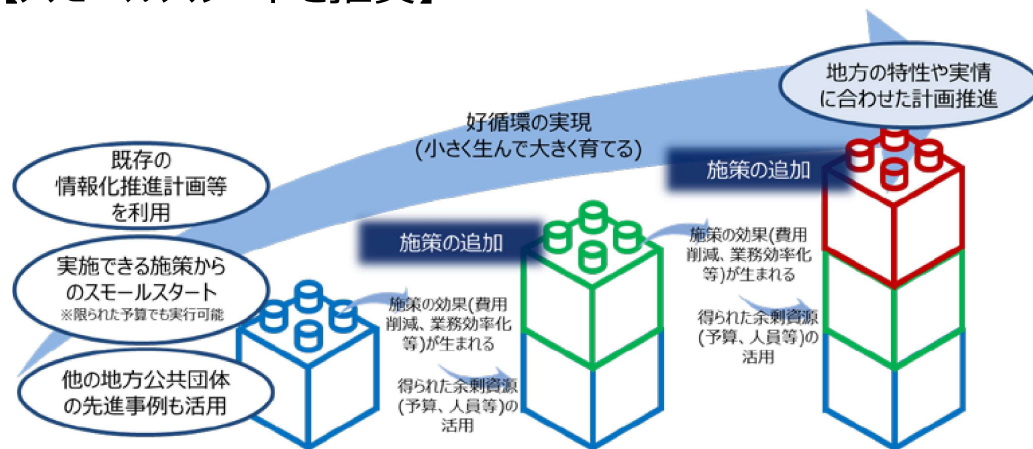 地方の特性や実情
に合わせた計画推進
好循環の実現
(小さく生んで大きく育てる)
既存の
情報化推進計画等
を利用
施策の追加
施策の追加
実施できる施策から
のスモールスタート
※限られた予算でも実行可能
施策の効果(費用
削減、業務効率化
等)が生まれる
施策の効果(費用
削減、業務効率化
等)が生まれる
他の地方公共団体
の先進事例も活用
得られた余剰資源
(予算、人員等)の
活用
得られた余剰資源
(予算、人員等)の
活用